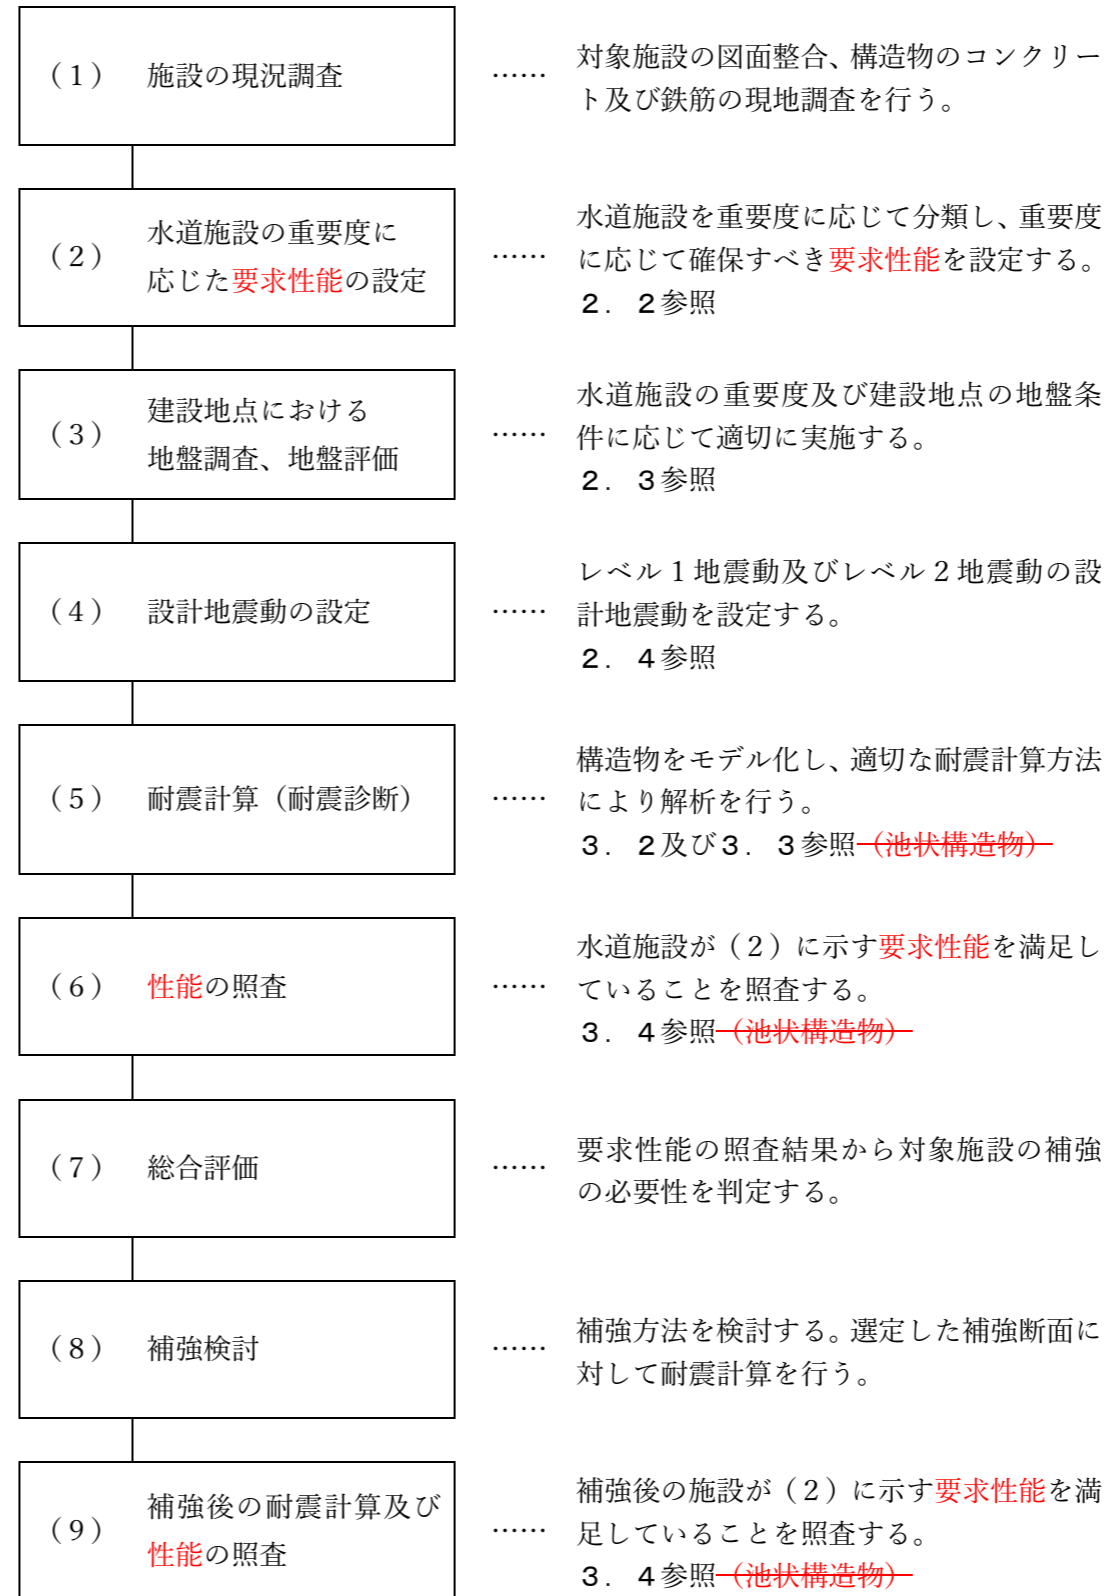 （１） 施設の現況調査 …… 対象施設の図面整合、構造物のコンクリー
ト及び鉄筋の現地調査を行う。
（２） 水道施設の重要度に
応じた要求性能の設定
…… 水道施設を重要度に応じて分類し、重要度
に応じて確保すべき要求性能を設定する。
２．２参照
（３） 建設地点における
地盤調査、地盤評価
…… 水道施設の重要度及び建設地点の地盤条
件に応じて適切に実施する。
２．３参照
（４） 設計地震動の設定 …… レベル１地震動及びレベル２地震動の設
計地震動を設定する。
２．４参照
（５） 耐震計算（耐震診断） …… 構造物をモデル化し、適切な耐震計算方法
により解析を行う。
３．２及び３．３参照（池状構造物）
（６） 性能の照査 …… 水道施設が（２）に示す要求性能を満足し
ていることを照査する。
３．４参照（池状構造物）
（７） 総合評価 …… 要求性能の照査結果から対象施設の補強
の必要性を判定する。
（８） 補強検討 …… 補強方法を検討する。選定した補強断面に
対して耐震計算を行う。
（９） 補強後の耐震計算及び
性能の照査
…… 補強後の施設が（２）に示す要求性能を満
足していることを照査する。
３．４参照（池状構造物）